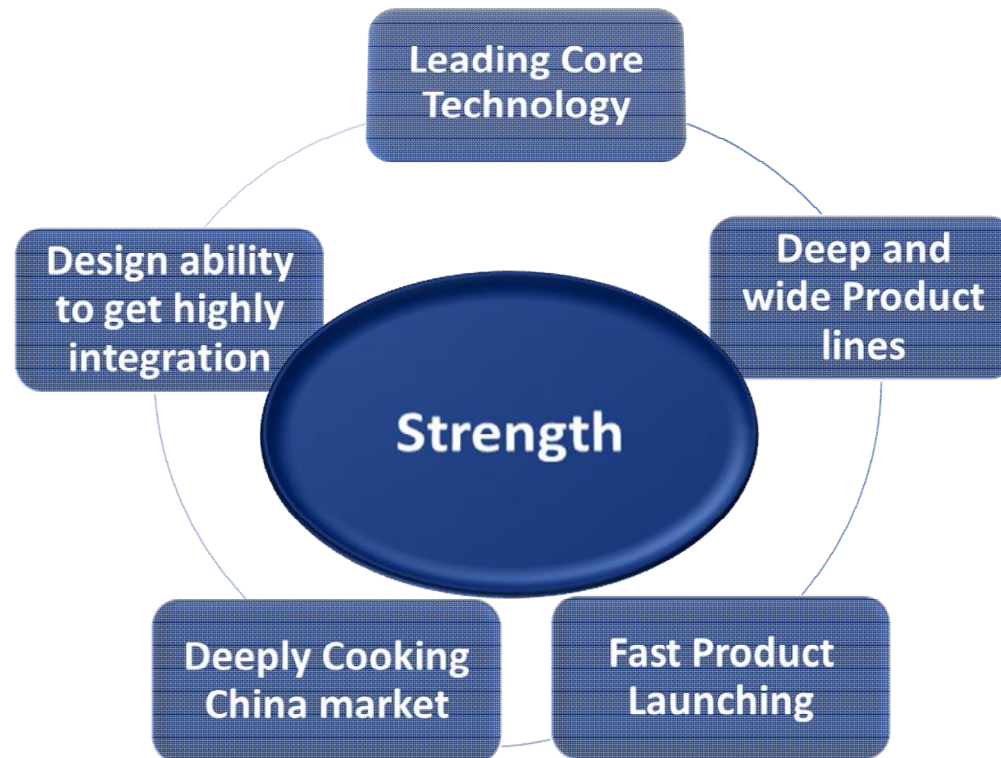 Leading Core
Technology
Design ability
to get highly
integration
Deep and
wide Product
lines
Strength
Deeply Cooking
China market
Fast Product
Launching